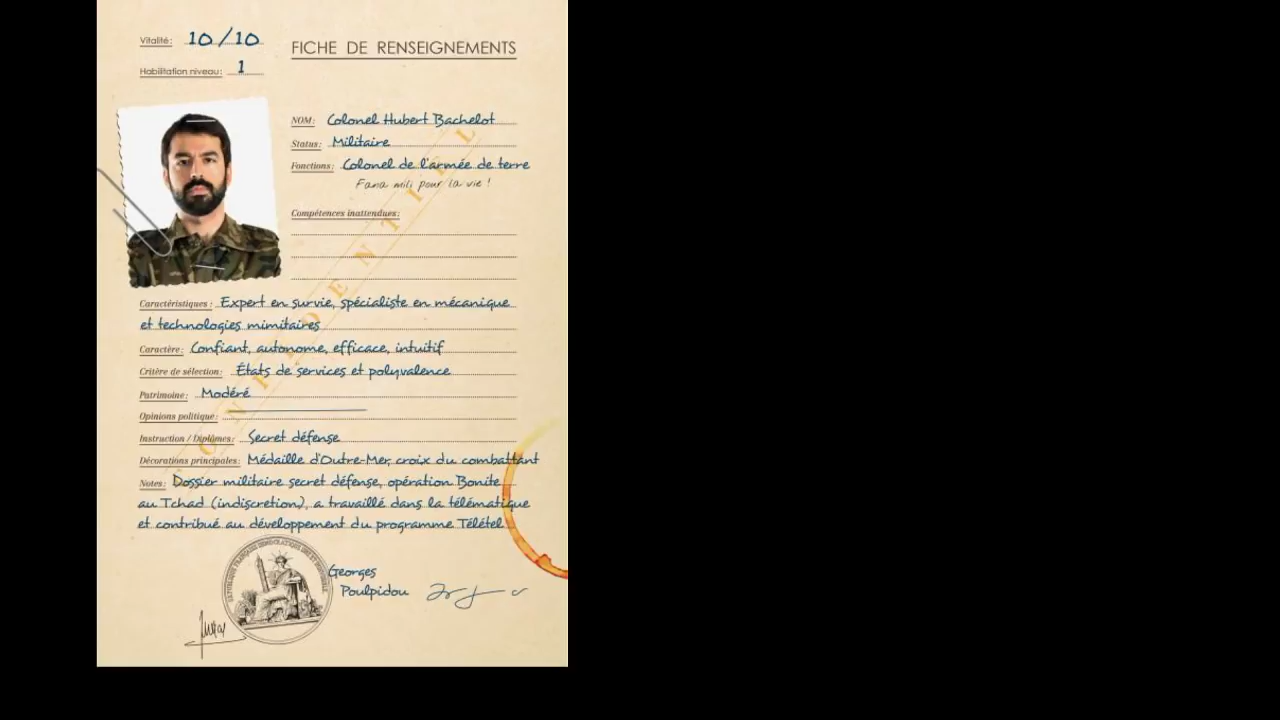 Vitalité: 10/10
FICHE DE RENSEIGNEMENTS
Habilitation niveau: 1
NOM: Colonel Hubert Bachelot
Status: Militaire
Fonctions: Colonel de l'armée de terre
Fana mili pour la vie !
Compétences inattendues:
CONFIDENTIEL
Caractéristiques: Expert en survie, spécialiste en mécanique
et technologies mimitaires
Caractère: Confiant, autonome, efficace, intuitif
Critère de sélection: États de services et polyvalence
Patrimoine: Modéré
Opinions politique:
Instruction / Diplômes: Secret défense
Décorations principales: Médaille d'Outre-Mer, croix du combattant
Notes: Dossier militaire secret défense, opération Bonite
au Tchad (indiscretion), a travaillé dans la télématique
et contribué au développement du programme Télétel
Georges
Poulpidou